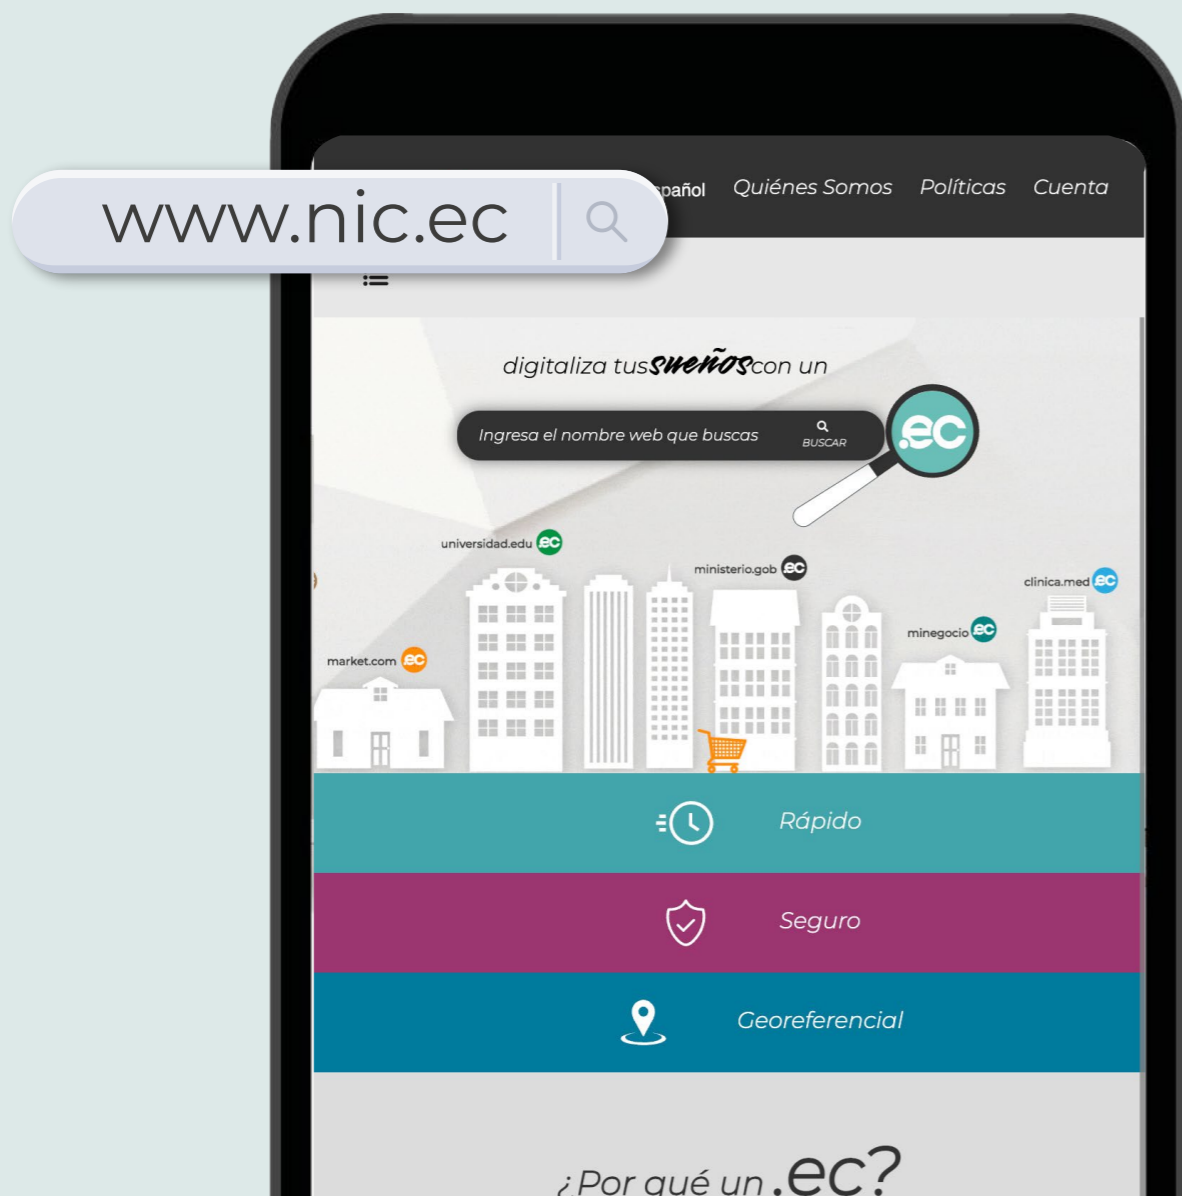 www.nic.ec
Quiénes Somos Políticas Cuenta
digitaliza tus sueños con un
Ingresa el nombre web que buscas
BUSCAR
.ec
universidad.edu .ec
ministerio.gob .ec
clinica.med .ec
minegocio .ec
market.com .ec
Rápido
Seguro
Georeferencial
¿Por qué un .ec?